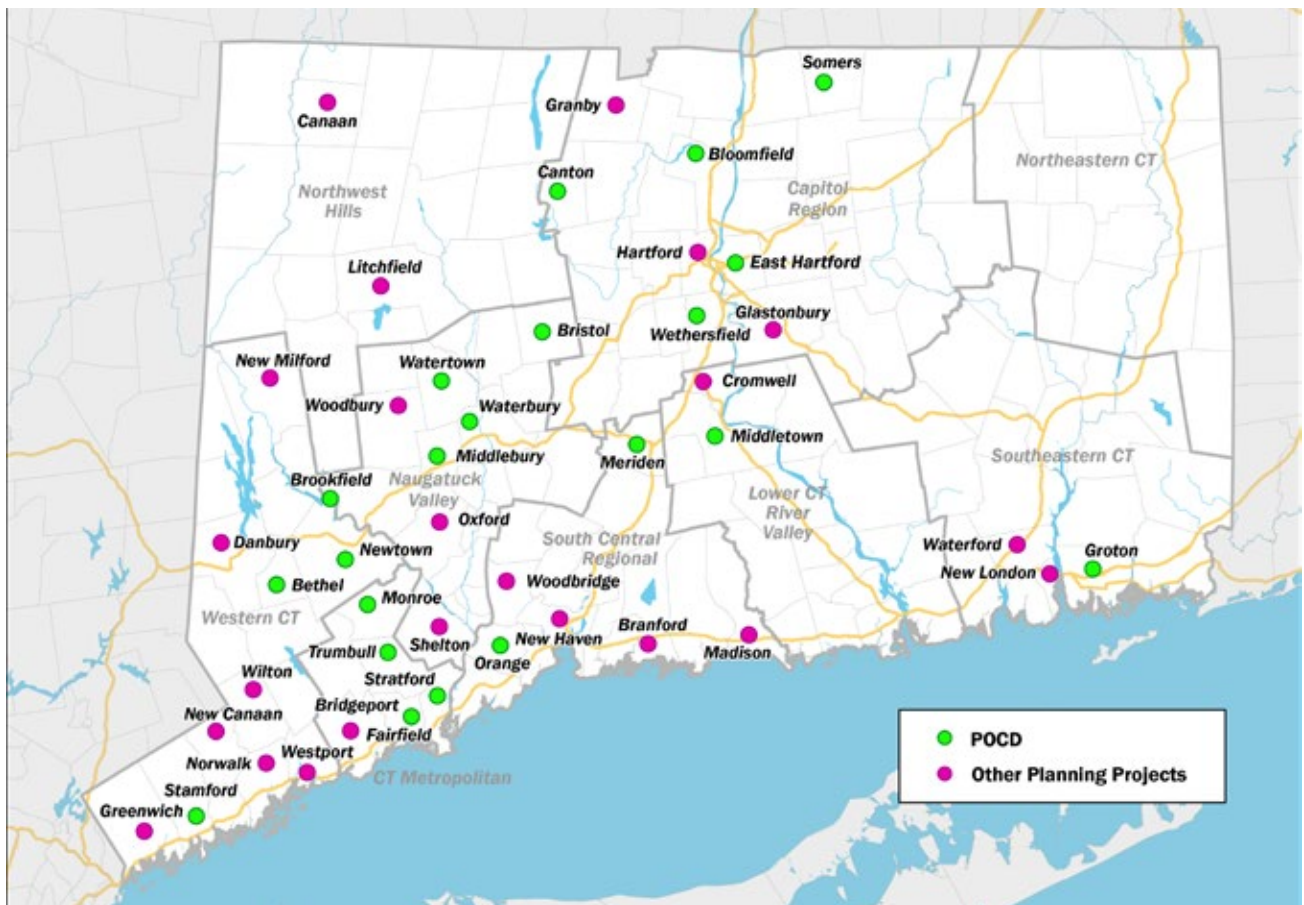 Somers
Granby
Canaan
Bloomfield
Northeastern CT
Canton
Northwest
Hills
Capitol
Region
Hartford
East Hartford
Litchfield
Glastonbury
Bristol
Wethersfield
New Milford
Watertown
Cromwell
Woodbury
Waterbury
Middletown
Middlebury
Meriden
Southeastern CT
Brookfield
Naugatuck
Valley
Lower CT
River
Valley
Oxford
South Central
Regional
Danbury
Newtown
Waterford
Groton
Bethel
Woodbridge
New London
Monroe
Western CT
Shelton
New Haven
Branford
Madison
Trumbull
Orange
Wilton
Stratford
New Canaan
Bridgeport
Fairfield
Norwalk
Westport
CT Metropolitan
Stamford
Greenwich
POCD
Other Planning Projects